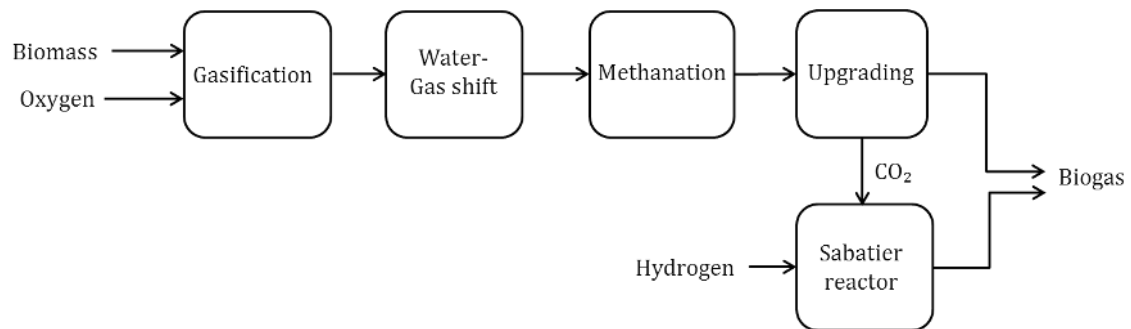 Biomass
Oxygen
Gasification
Water-
Gas shift
Methanation
Upgrading
CO₂
Biogas
Hydrogen
Sabatier
reactor